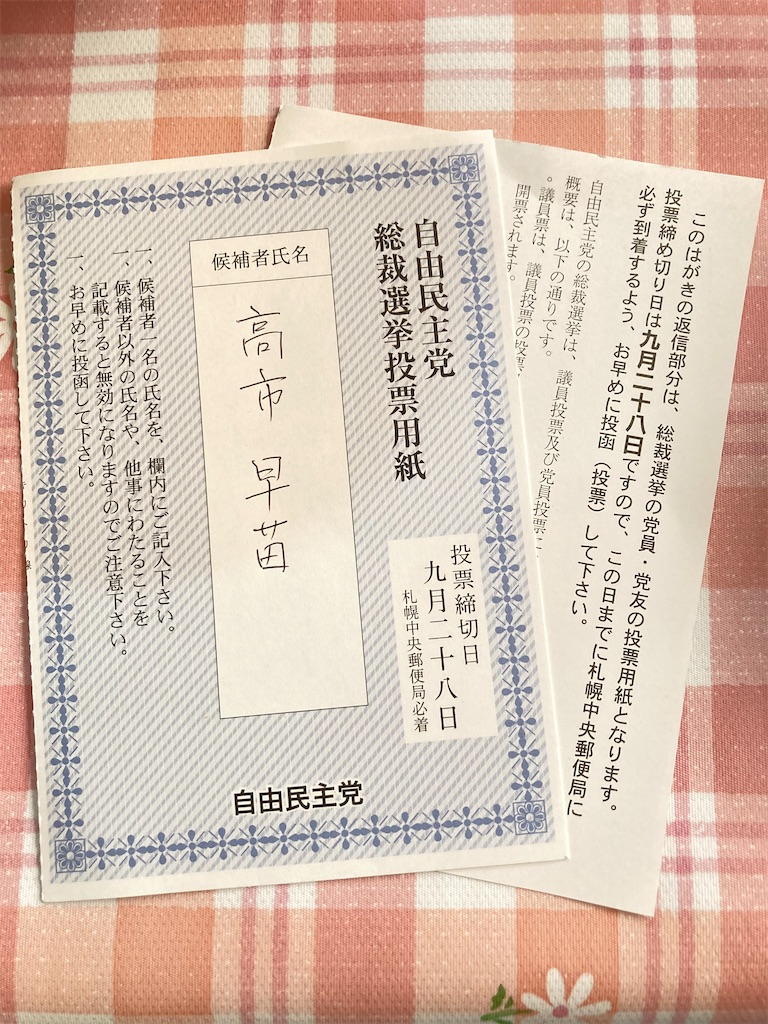 自由民主党
総裁選挙投票用紙
投票締切日
九月二十八日
札幌中央郵便局必着
候補者氏名
高市早苗
一、候補者一名の氏名を、欄内にご記入下さい。
一、候補者以外の氏名や、他事にわたることを
記載すると無効になりますのでご注意下さい。
一、お早めに投函して下さい。
自由民主党
このはがきの返信部分は、総裁選挙の党員・党友の投票用紙となります。
投票締め切り日は九月二十八日ですので、この日までに札幌中央郵便局に
必ず到着するよう、お早めに投函（投票）して下さい。
自由民主党の総裁選挙は、議員投票及び党員投票に
概要は、以下の通りです。
。議員票は、議員投票の投票
開票されます。